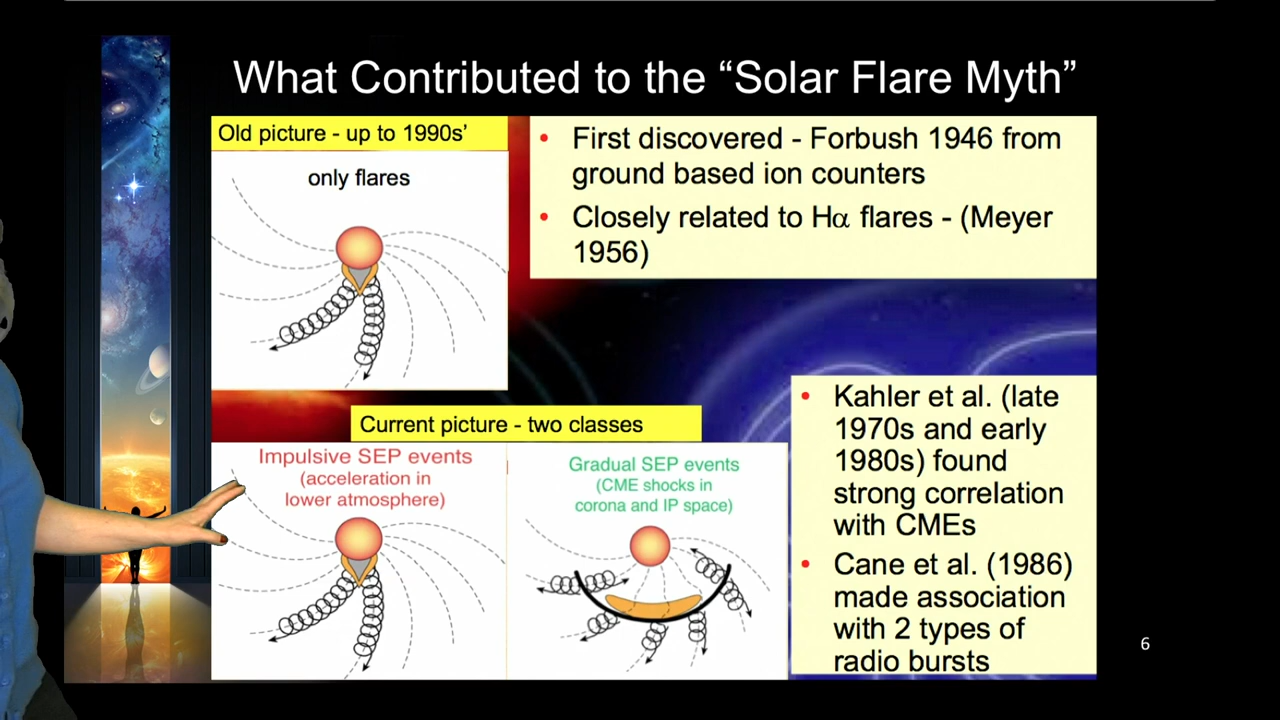 What Contributed to the “Solar Flare Myth”
Old picture - up to 1990s’
only flares
• First discovered - Forbush 1946 from
ground based ion counters
• Closely related to Hα flares - (Meyer
1956)
Current picture - two classes
Impulsive SEP events
(acceleration in
lower atmosphere)
Gradual SEP events
(CME shocks in
corona and IP space)
• Kahler et al. (late
1970s and early
1980s) found
strong correlation
with CMEs
• Cane et al. (1986)
made association
with 2 types of
radio bursts
6